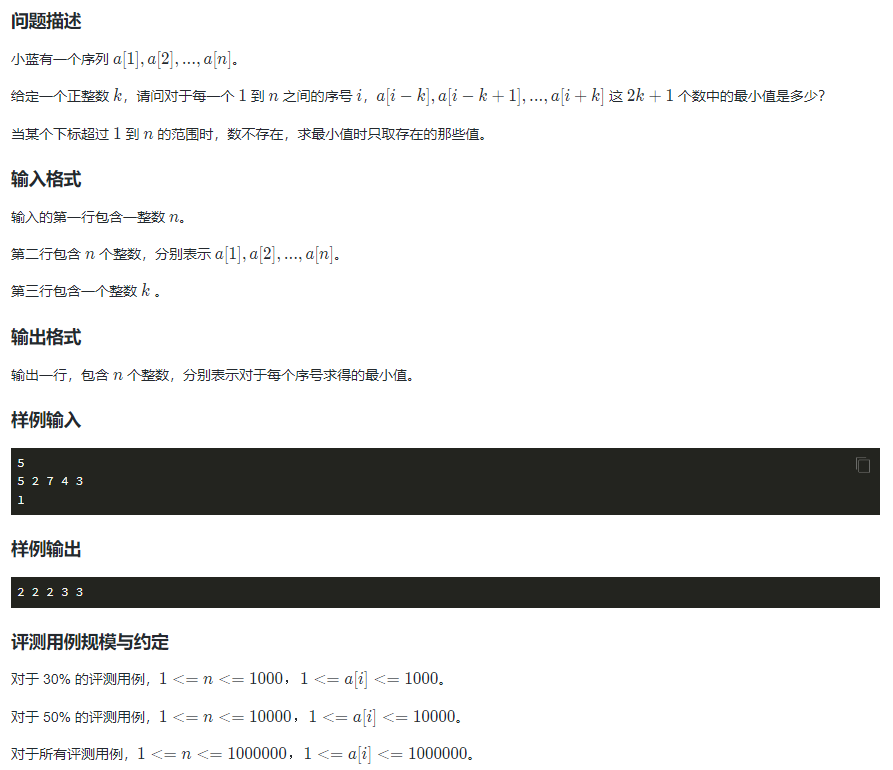 问题描述
小蓝有一个序列 a[1], a[2], ..., a[n]。
给定一个正整数 k，请问对于每一个 1 到 n 之间的序号 i，a[i − k], a[i − k + 1], ..., a[i + k] 这 2k + 1 个数中的最小值是多少？
当某个下标超过 1 到 n 的范围时，数不存在，求最小值时只取存在的那些值。
输入格式
输入的第一行包含一整数 n。
第二行包含 n 个整数，分别表示 a[1], a[2], ..., a[n]。
第三行包含一个整数 k 。
输出格式
输出一行，包含 n 个整数，分别表示对于每个序号求得的最小值。
样例输入
5
5 2 7 4 3
1
样例输出
2 2 2 3 3
评测用例规模与约定
对于 30% 的评测用例，1 <= n <= 1000，1 <= a[i] <= 1000。
对于 50% 的评测用例，1 <= n <= 10000，1 <= a[i] <= 10000。
对于所有评测用例，1 <= n <= 1000000，1 <= a[i] <= 1000000。